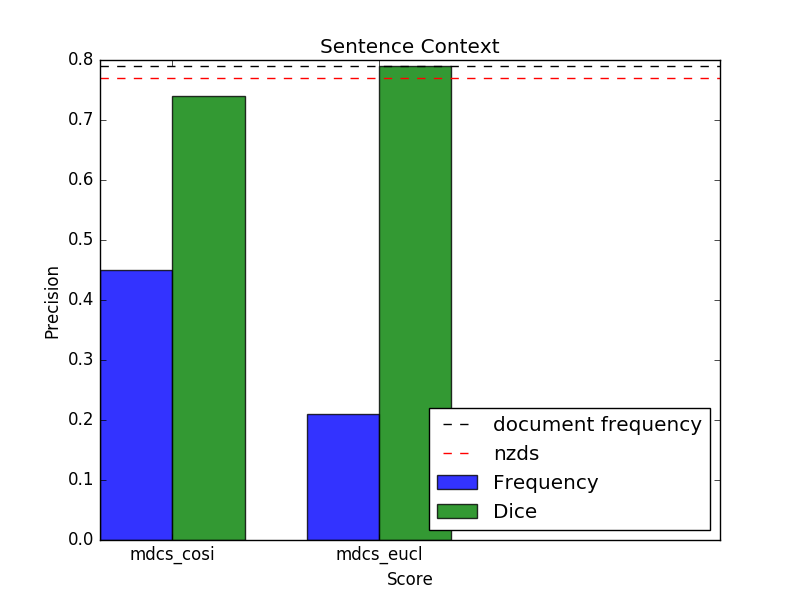 Sentence Context
0.8
0.7
0.6
0.5
0.4
0.3
0.2
0.1
0.0
Precision
document frequency
nzds
Frequency
Dice
mdcs_cosi mdcs_eucl
Score